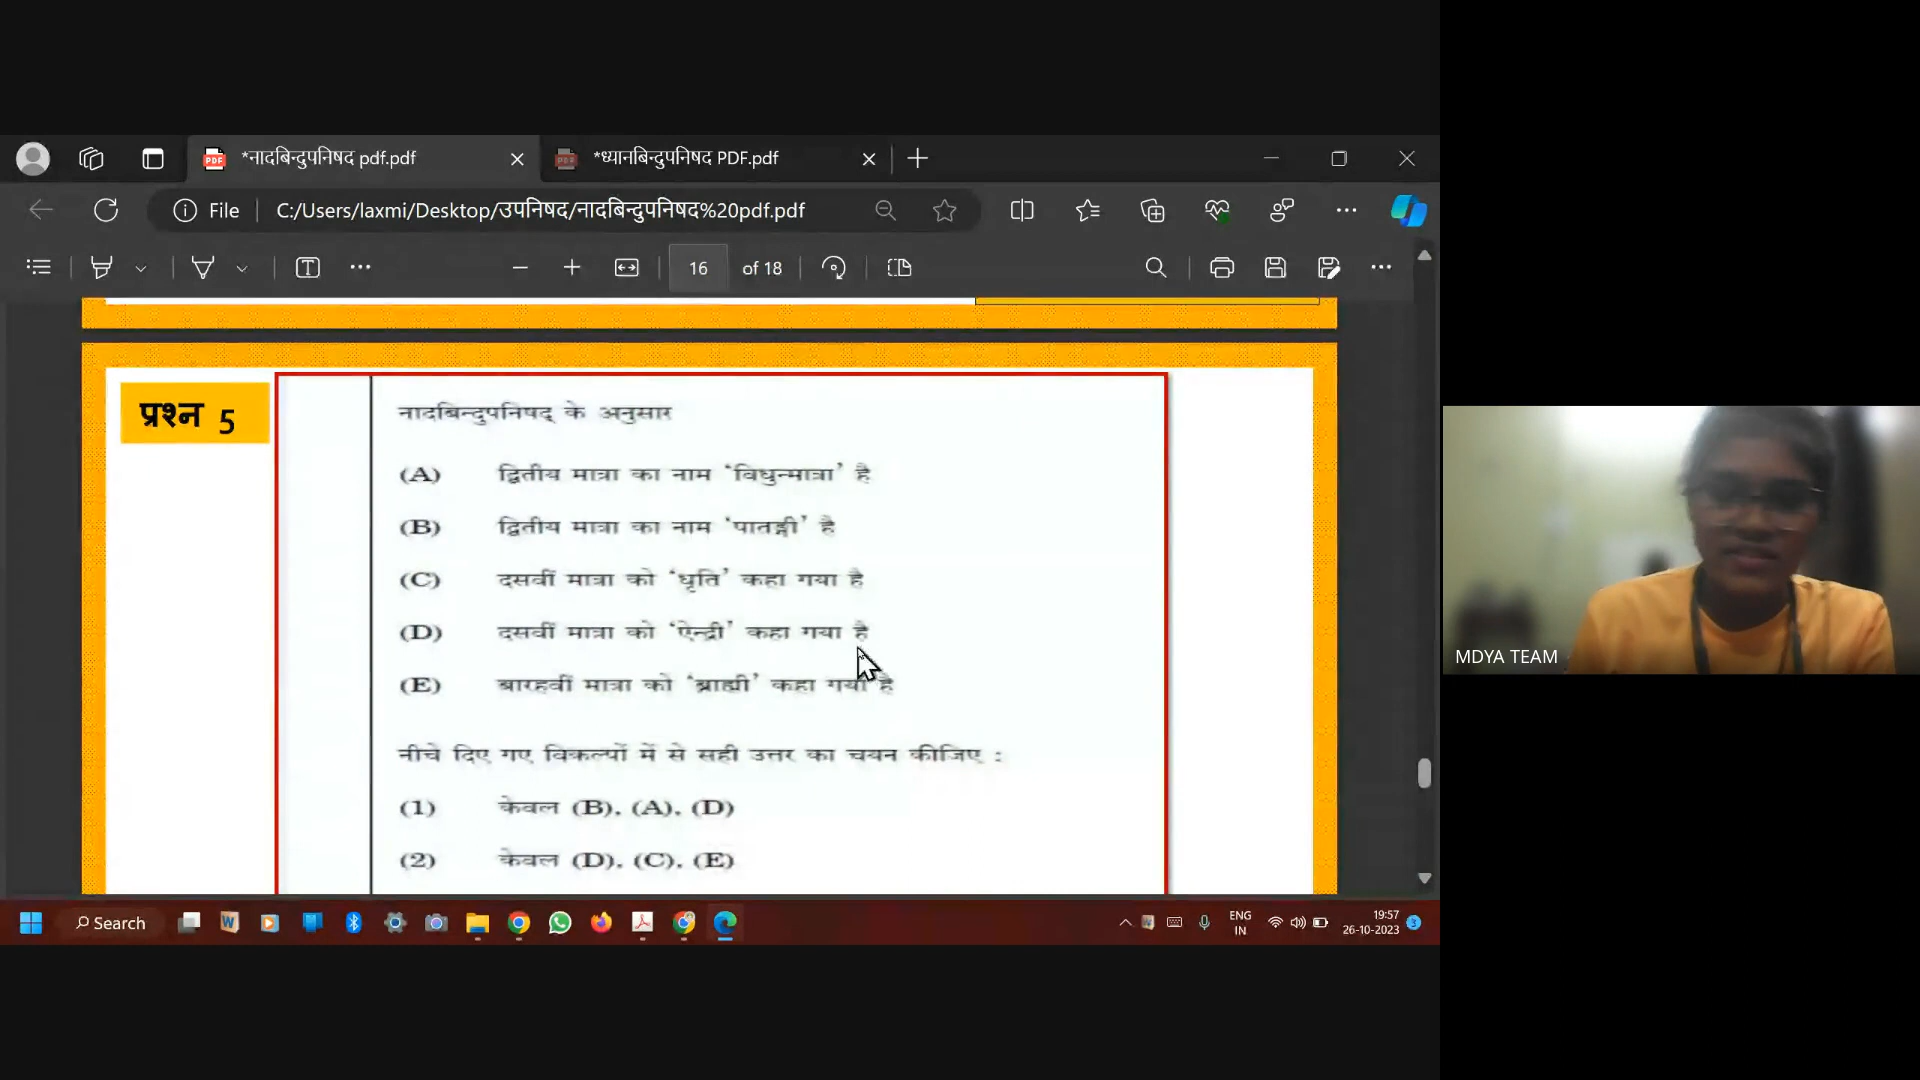 *नादबिन्दुपनिषद pdf.pdf
*ध्यानबिन्दुपनिषद PDF.pdf
File
C:/Users/laxmi/Desktop/उपनिषद/नादबिन्दुपनिषद%20pdf.pdf
16
of 18
प्रश्न 5
नादबिन्दुपनिषद् के अनुसार
(A) द्वितीय मात्रा का नाम ‘विधुन्मात्रा’ है
(B) द्वितीय मात्रा का नाम ‘पातङ्गी’ है
(C) दसवीं मात्रा को ‘धृति’ कहा गया है
(D) दसवीं मात्रा को ‘ऐन्द्री’ कहा गया है
(E) बारहवीं मात्रा को ‘ब्राह्मी’ कहा गया है
नीचे दिए गए विकल्पों में से सही उत्तर का चयन कीजिए :
(1) केवल (B), (A), (D)
(2) केवल (D), (C), (E)
MDYA TEAM
Search
ENG
IN
19:57
26-10-2023
3